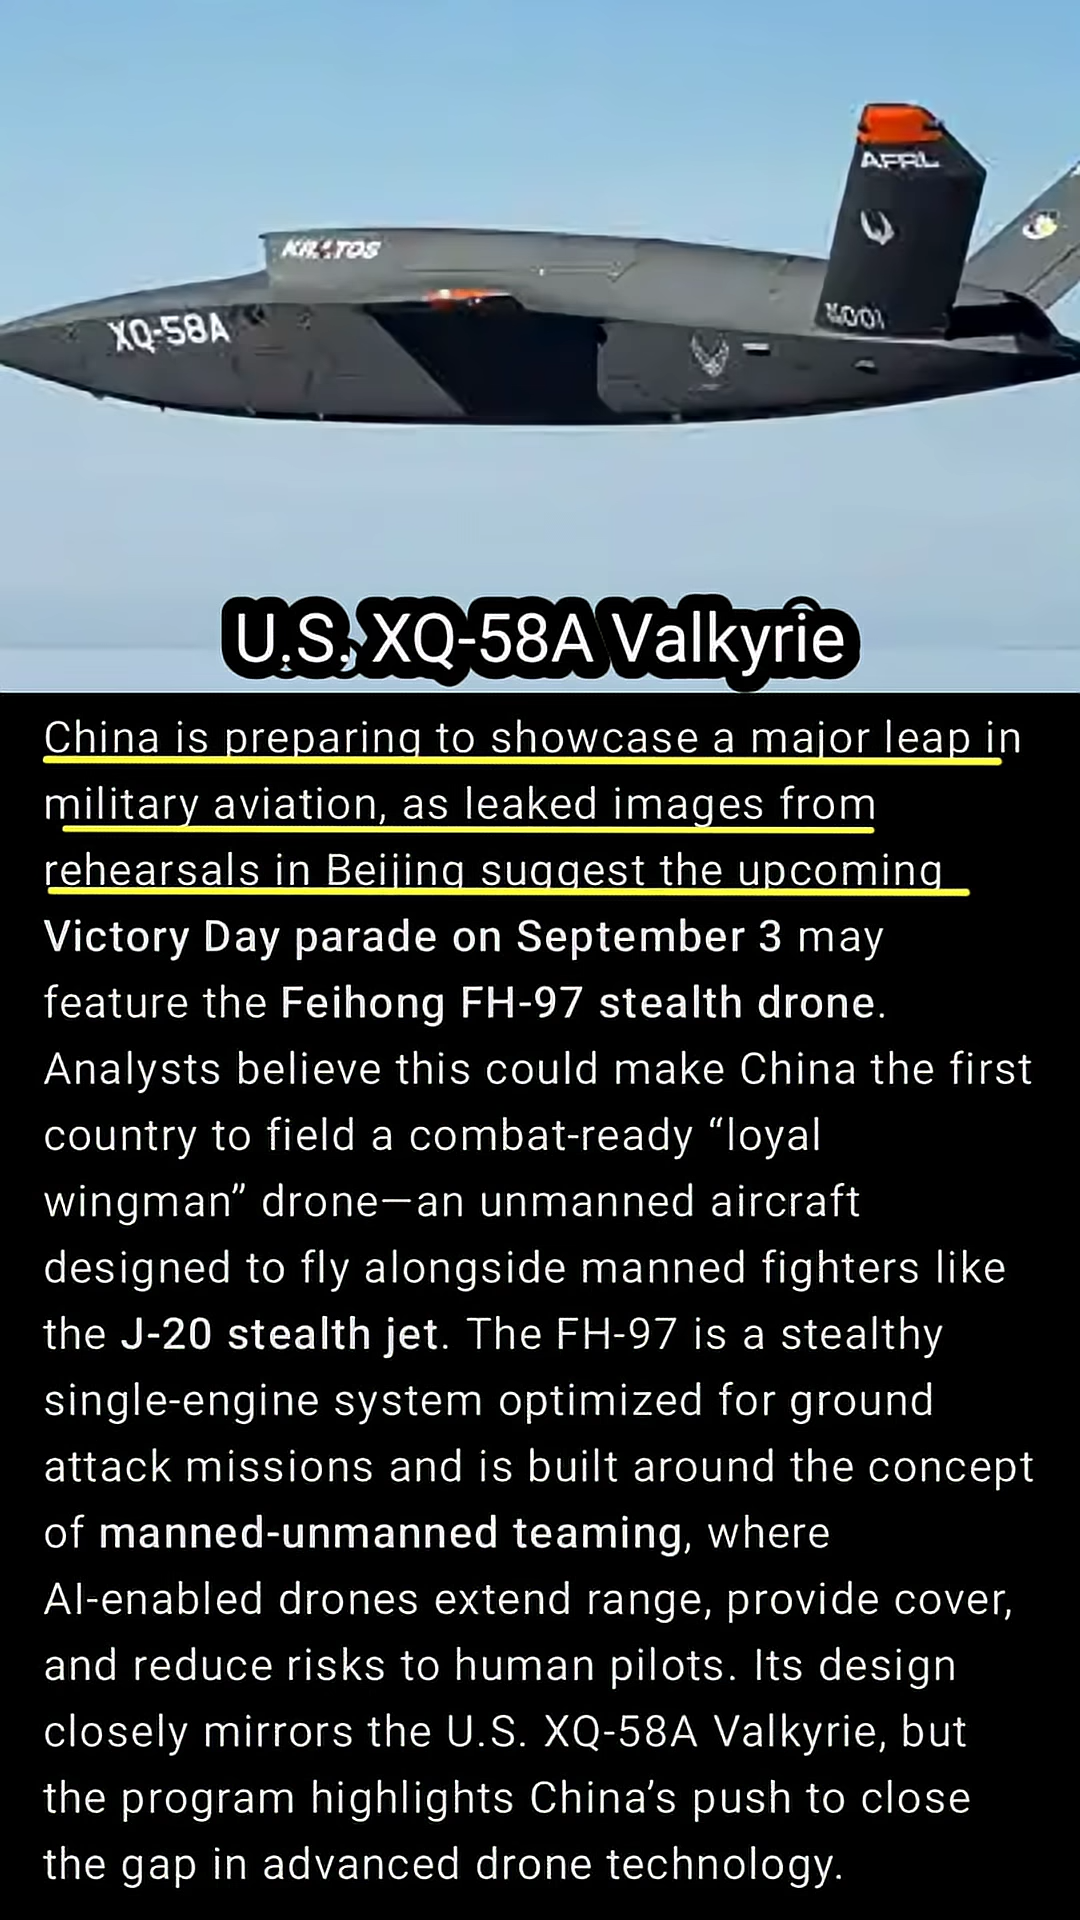 AFRL
KRATOS
XQ-58A
U.S. XQ-58A Valkyrie
China is preparing to showcase a major leap in
military aviation, as leaked images from
rehearsals in Beijing suggest the upcoming
Victory Day parade on September 3 may
feature the Feihong FH-97 stealth drone.
Analysts believe this could make China the first
country to field a combat-ready “loyal
wingman” drone—an unmanned aircraft
designed to fly alongside manned fighters like
the J-20 stealth jet. The FH-97 is a stealthy
single-engine system optimized for ground
attack missions and is built around the concept
of manned-unmanned teaming, where
AI-enabled drones extend range, provide cover,
and reduce risks to human pilots. Its design
closely mirrors the U.S. XQ-58A Valkyrie, but
the program highlights China’s push to close
the gap in advanced drone technology.